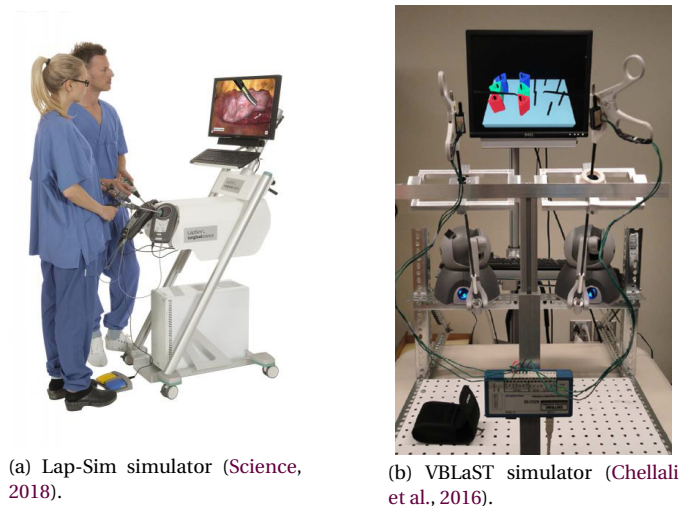 (a) Lap-Sim simulator (Science,
2018).
(b) VBLaST simulator (Chellali
et al., 2016).